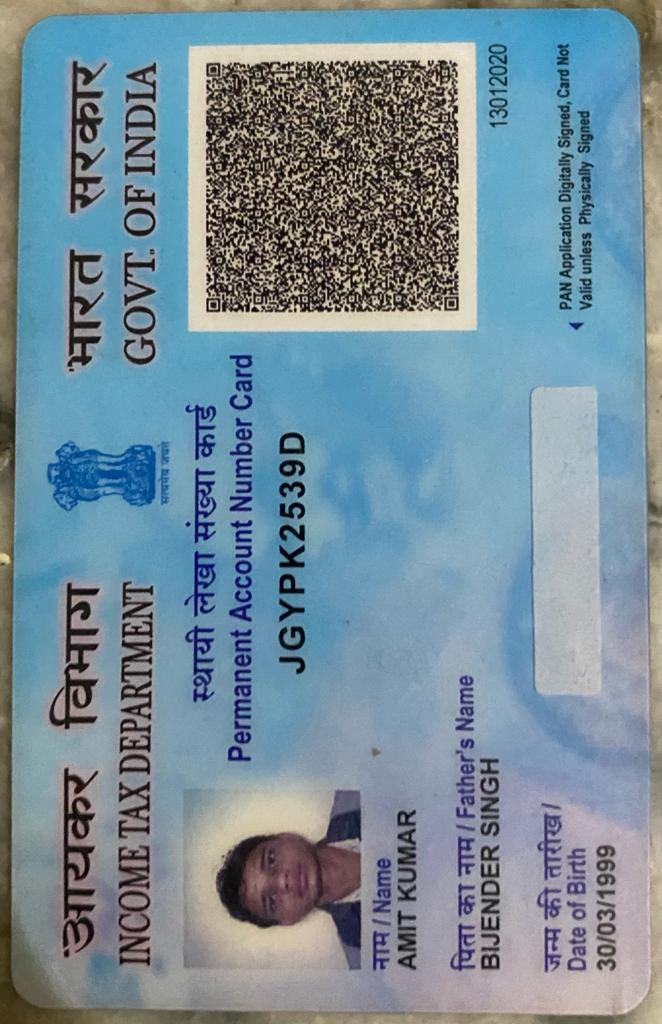 आयकर विभाग
INCOME TAX DEPARTMENT
सत्यमेव जयते
भारत सरकार
GOVT. OF INDIA
स्थायी लेखा संख्या कार्ड
Permanent Account Number Card
JGYPK2539D
नाम / Name
AMIT KUMAR
पिता का नाम / Father's Name
BIJENDER SINGH
जन्म की तारीख /
Date of Birth
30/03/1999
13012020
PAN Application Digitally Signed, Card Not
Valid unless Physically Signed